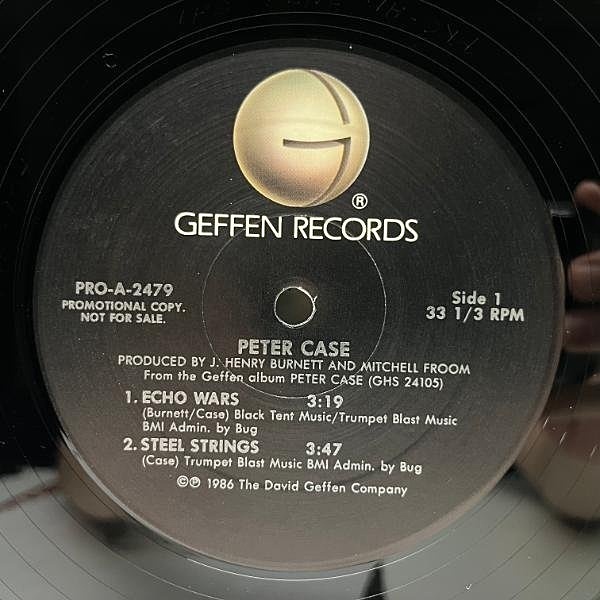 G
®
GEFFEN RECORDS
PRO-A-2479
PROMOTIONAL COPY.
NOT FOR SALE.
Side 1
33 1/3 RPM
PETER CASE
PRODUCED BY J. HENRY BURNETT AND MITCHELL FROOM
From the Geffen album PETER CASE (GHS 24105)
1. ECHO WARS 3:19
(Burnett/Case) Black Tent Music/Trumpet Blast Music
BMI Admin. by Bug
2. STEEL STRINGS 3:47
(Case) Trumpet Blast Music BMI Admin. by Bug
©℗ 1986 The David Geffen Company